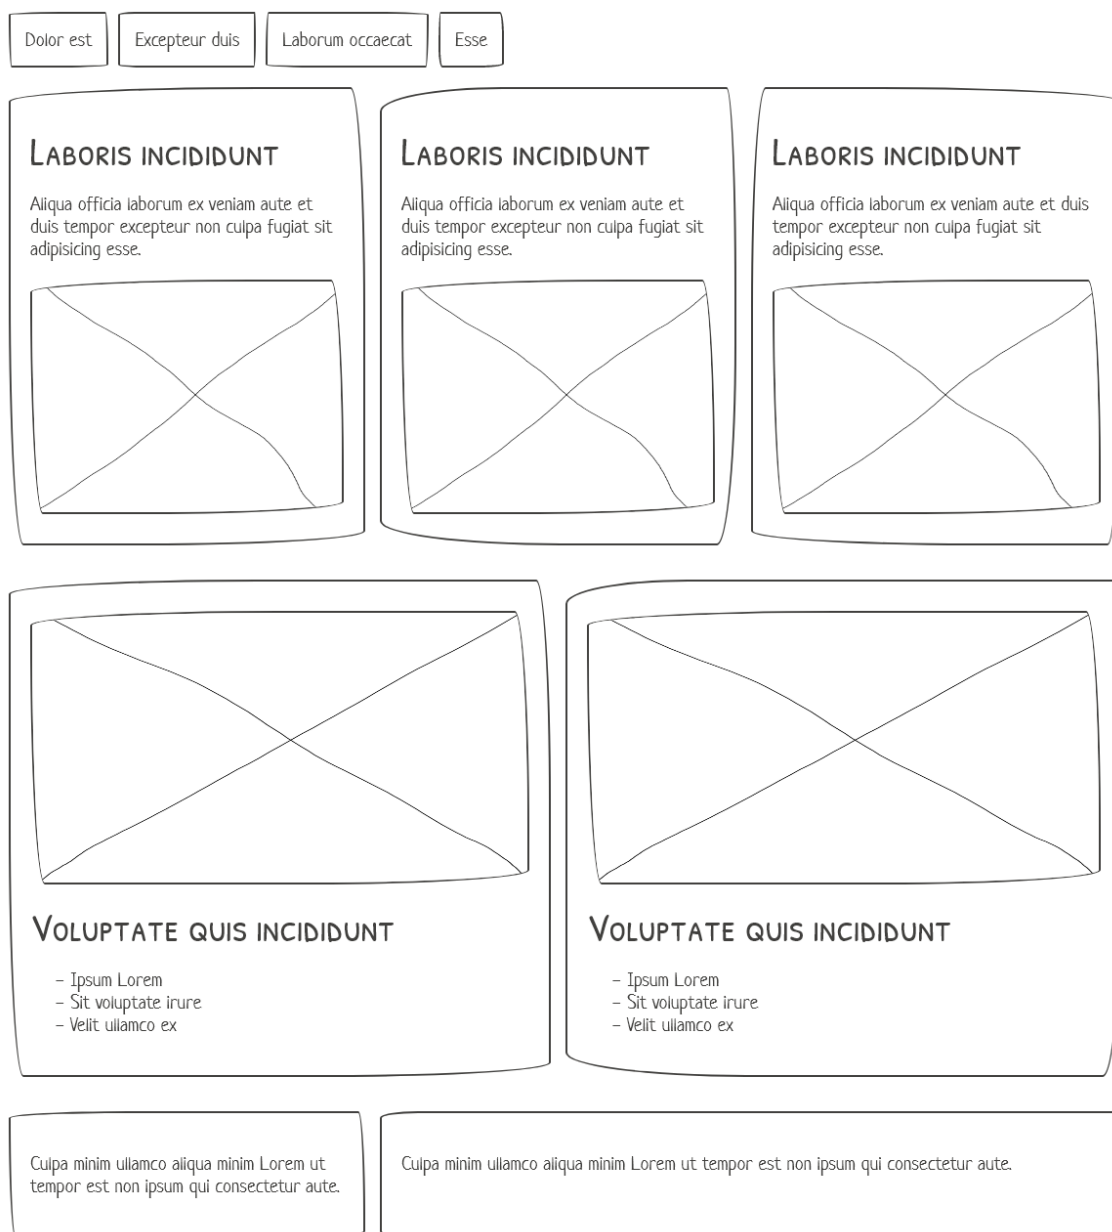 Dolor est
Excepteur duis
Laborum occaecat
Esse
Laboris incididunt
Aliqua officia laborum ex veniam aute et
duis tempor excepteur non culpa fugiat sit
adipisicing esse.
Laboris incididunt
Aliqua officia laborum ex veniam aute et
duis tempor excepteur non culpa fugiat sit
adipisicing esse.
Laboris incididunt
Aliqua officia laborum ex veniam aute et duis
tempor excepteur non culpa fugiat sit
adipisicing esse.
Voluptate quis incididunt
- Ipsum Lorem
- Sit voluptate irure
- Velit ullamco ex
Voluptate quis incididunt
- Ipsum Lorem
- Sit voluptate irure
- Velit ullamco ex
Culpa minim ullamco aliqua minim Lorem ut
tempor est non ipsum qui consectetur aute.
Culpa minim ullamco aliqua minim Lorem ut tempor est non ipsum qui consectetur aute.